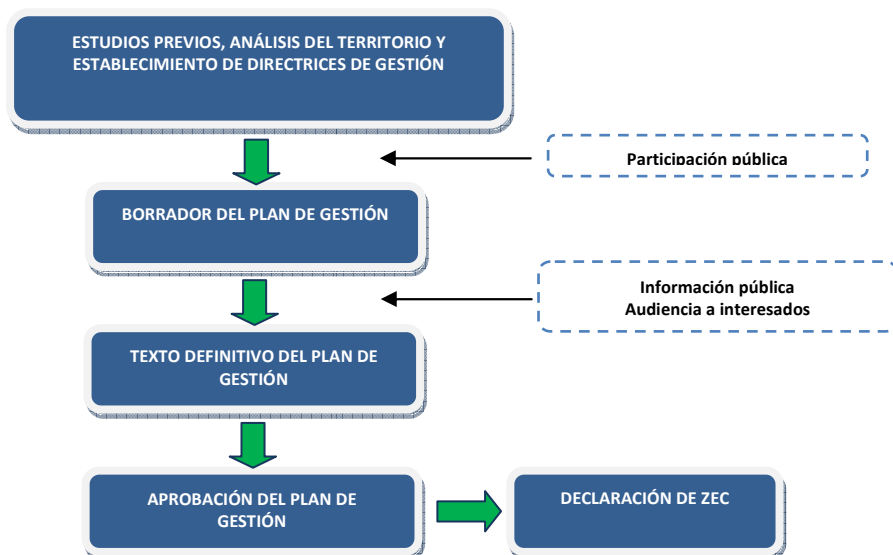 ESTUDIOS PREVIOS, ANÁLISIS DEL TERRITORIO Y
ESTABLECIMIENTO DE DIRECTRICES DE GESTIÓN
Participación pública
BORRADOR DEL PLAN DE GESTIÓN
Información pública
Audiencia a interesados
TEXTO DEFINITIVO DEL PLAN DE
GESTIÓN
APROBACIÓN DEL PLAN DE
GESTIÓN
DECLARACIÓN DE ZEC